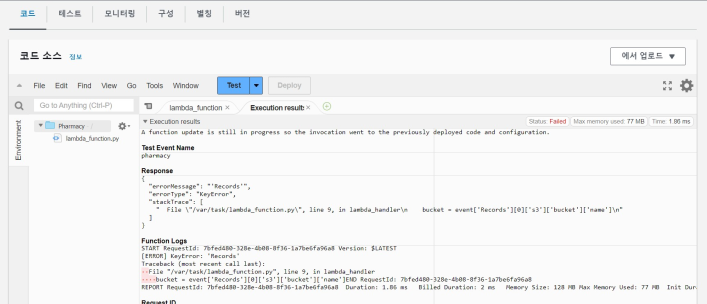 코드 테스트 모니터링 구성 별칭 버전
코드 소스 정보
에서 업로드 ▼
File Edit Find View Go Tools Window Test Deploy
Go to Anything (Ctrl-P)
lambda_function × Execution results ×
Environment
Pharmacy
lambda_function.py
▼ Execution results
Status: Failed Max memory used: 77 MB Time: 1.86 ms
A function update is still in progress so the invocation went to the previously deployed code and configuration.
Test Event Name
pharmacy
Response
{
"errorMessage": "'Records'",
"errorType": "KeyError",
"stackTrace": [
" File \"/var/task/lambda_function.py\", line 9, in lambda_handler\n bucket = event['Records'][0]['s3']['bucket']['name']\n"
]
}
Function Logs
START RequestId: 7bfed480-328e-4b08-8f36-1a7be6fa96a8 Version: $LATEST
[ERROR] KeyError: 'Records'
Traceback (most recent call last):
File "/var/task/lambda_function.py", line 9, in lambda_handler
bucket = event['Records'][0]['s3']['bucket']['name']END RequestId: 7bfed480-328e-4b08-8f36-1a7be6fa96a8
REPORT RequestId: 7bfed480-328e-4b08-8f36-1a7be6fa96a8 Duration: 1.86 ms Billed Duration: 2 ms Memory Size: 128 MB Max Memory Used: 77 MB Init Dur
Request ID